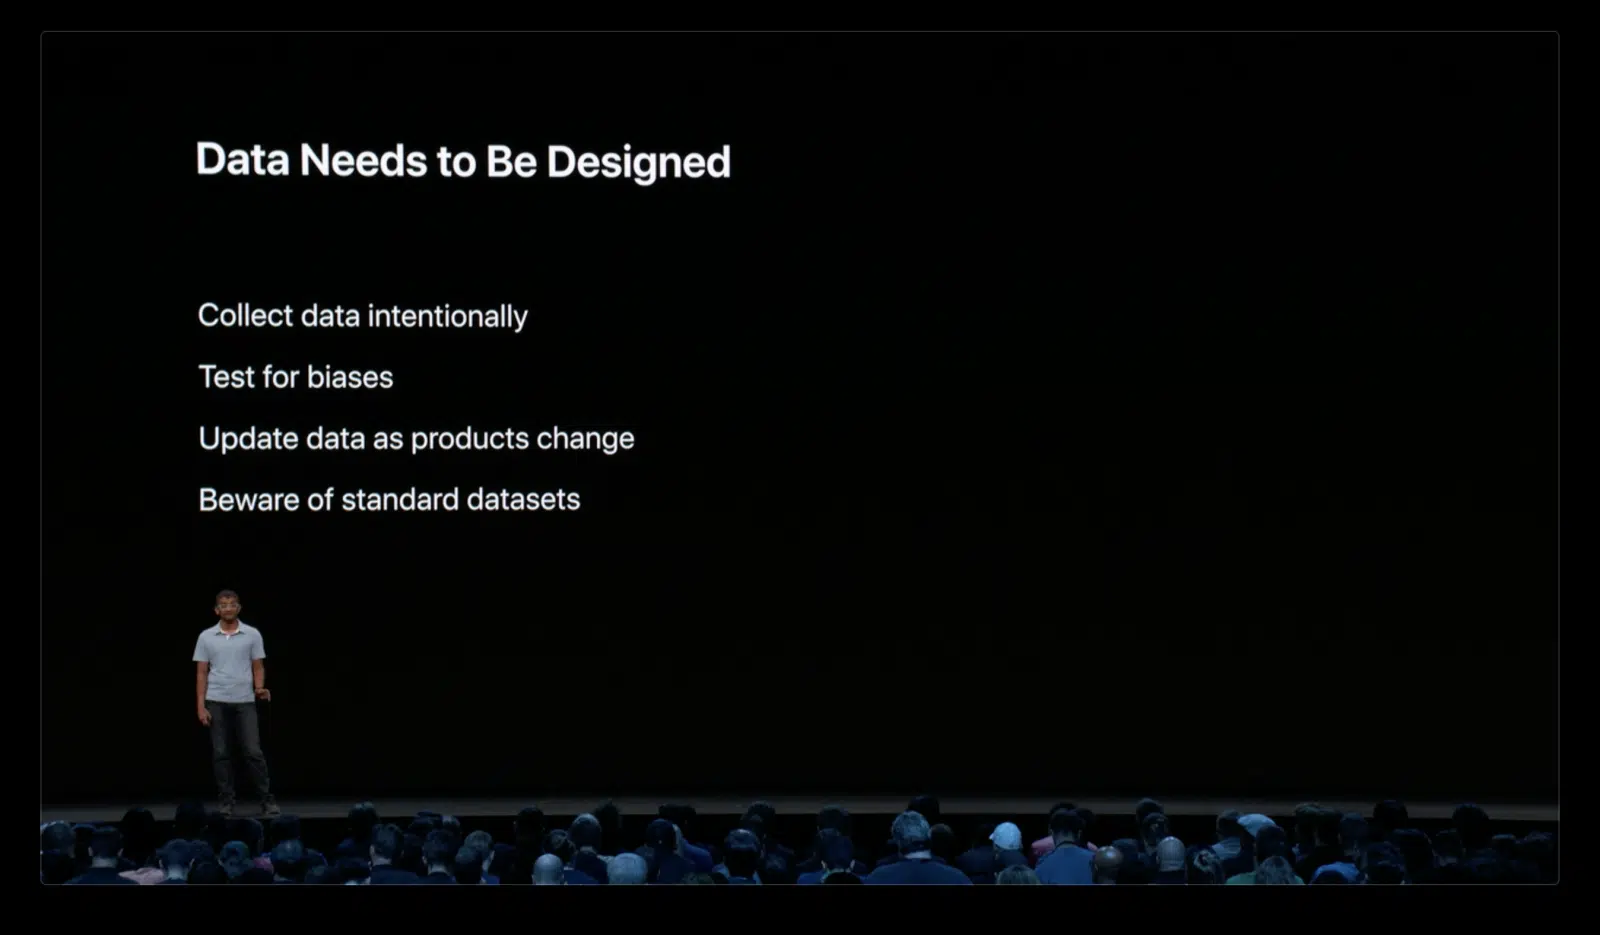 Data Needs to Be Designed
Collect data intentionally
Test for biases
Update data as products change
Beware of standard datasets